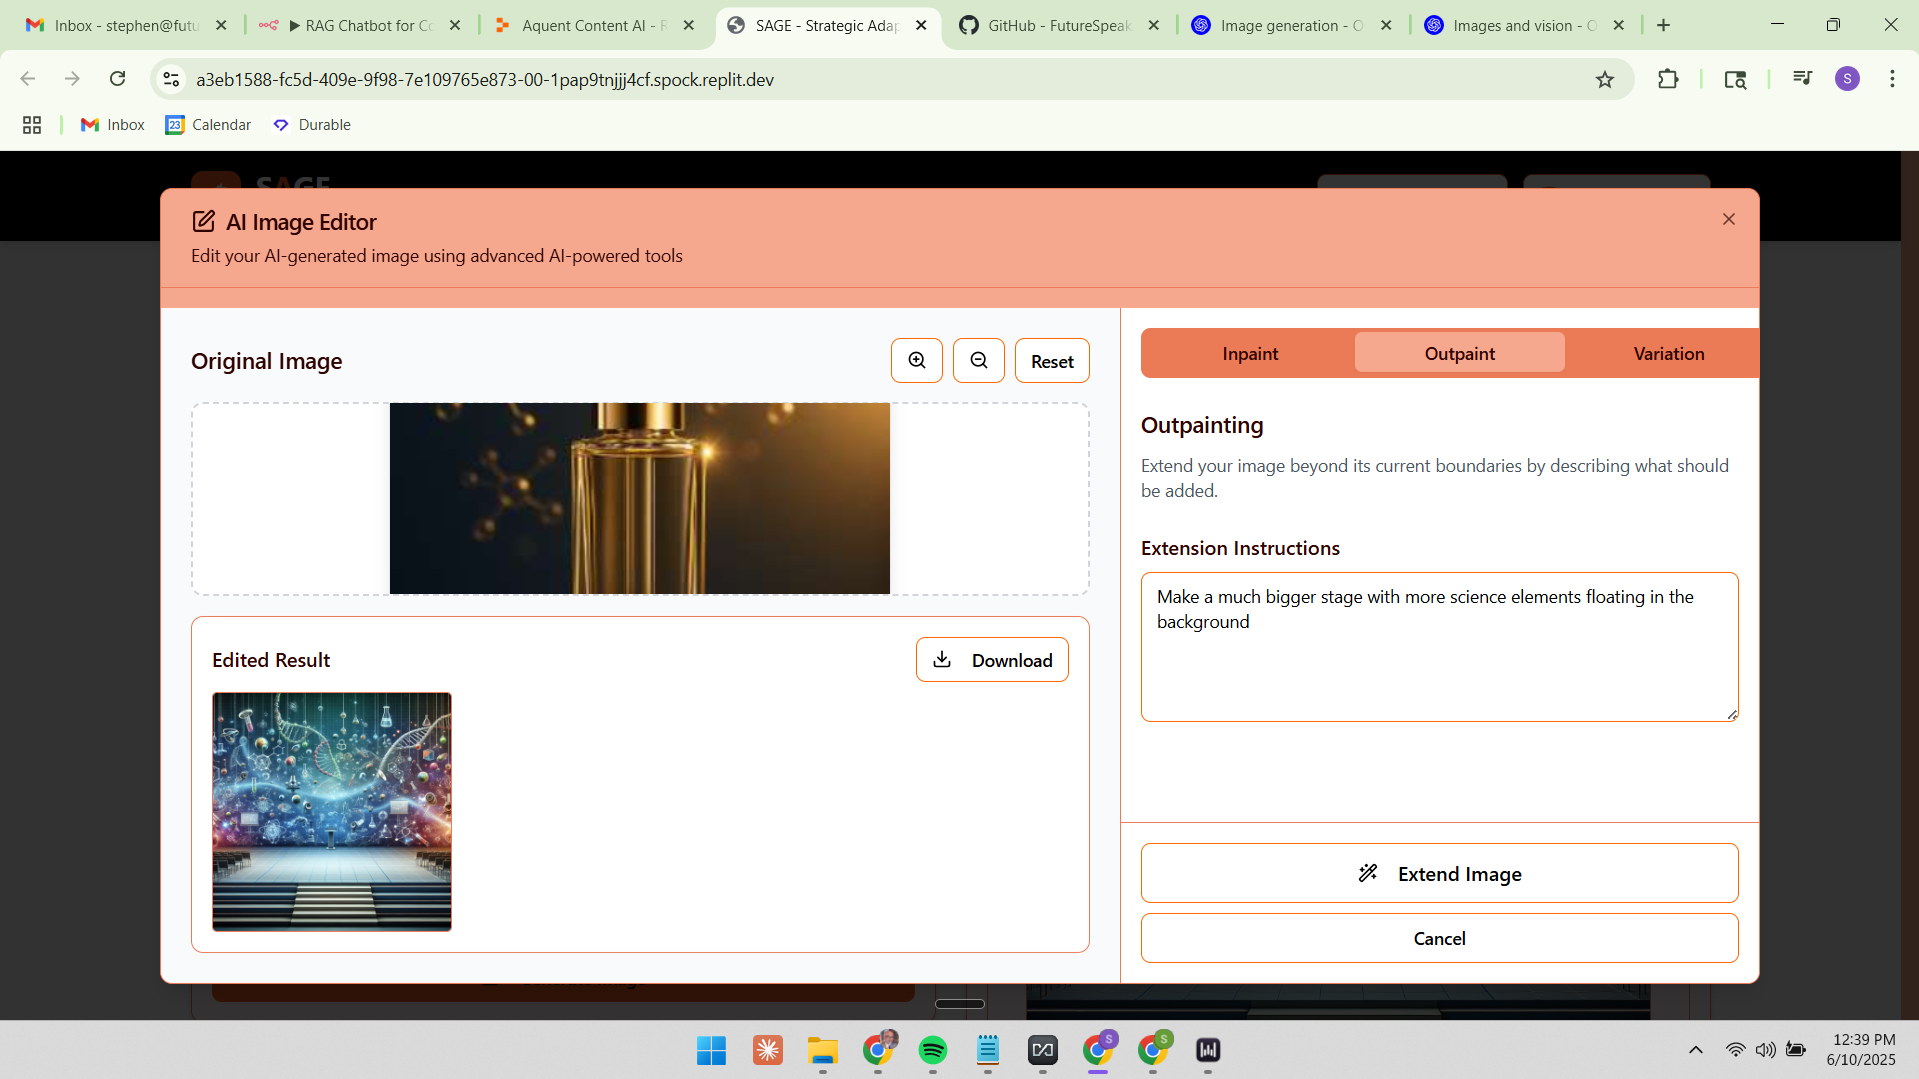 Inbox - stephen@futu
▶ RAG Chatbot for Co
Aquent Content AI - R
SAGE - Strategic Adap
GitHub - FutureSpeak
Image generation - O
Images and vision - O
a3eb1588-fc5d-409e-9f98-7e109765e873-00-1pap9tnjjj4cf.spock.replit.dev
S
Inbox
23
Calendar
Durable
SAGE
AI Image Editor
Edit your AI-generated image using advanced AI-powered tools
Original Image
Reset
Inpaint
Outpaint
Variation
Outpainting
Extend your image beyond its current boundaries by describing what should
be added.
Extension Instructions
Make a much bigger stage with more science elements floating in the
background
Edited Result
Download
Extend Image
Cancel
S
S
12:39 PM
6/10/2025